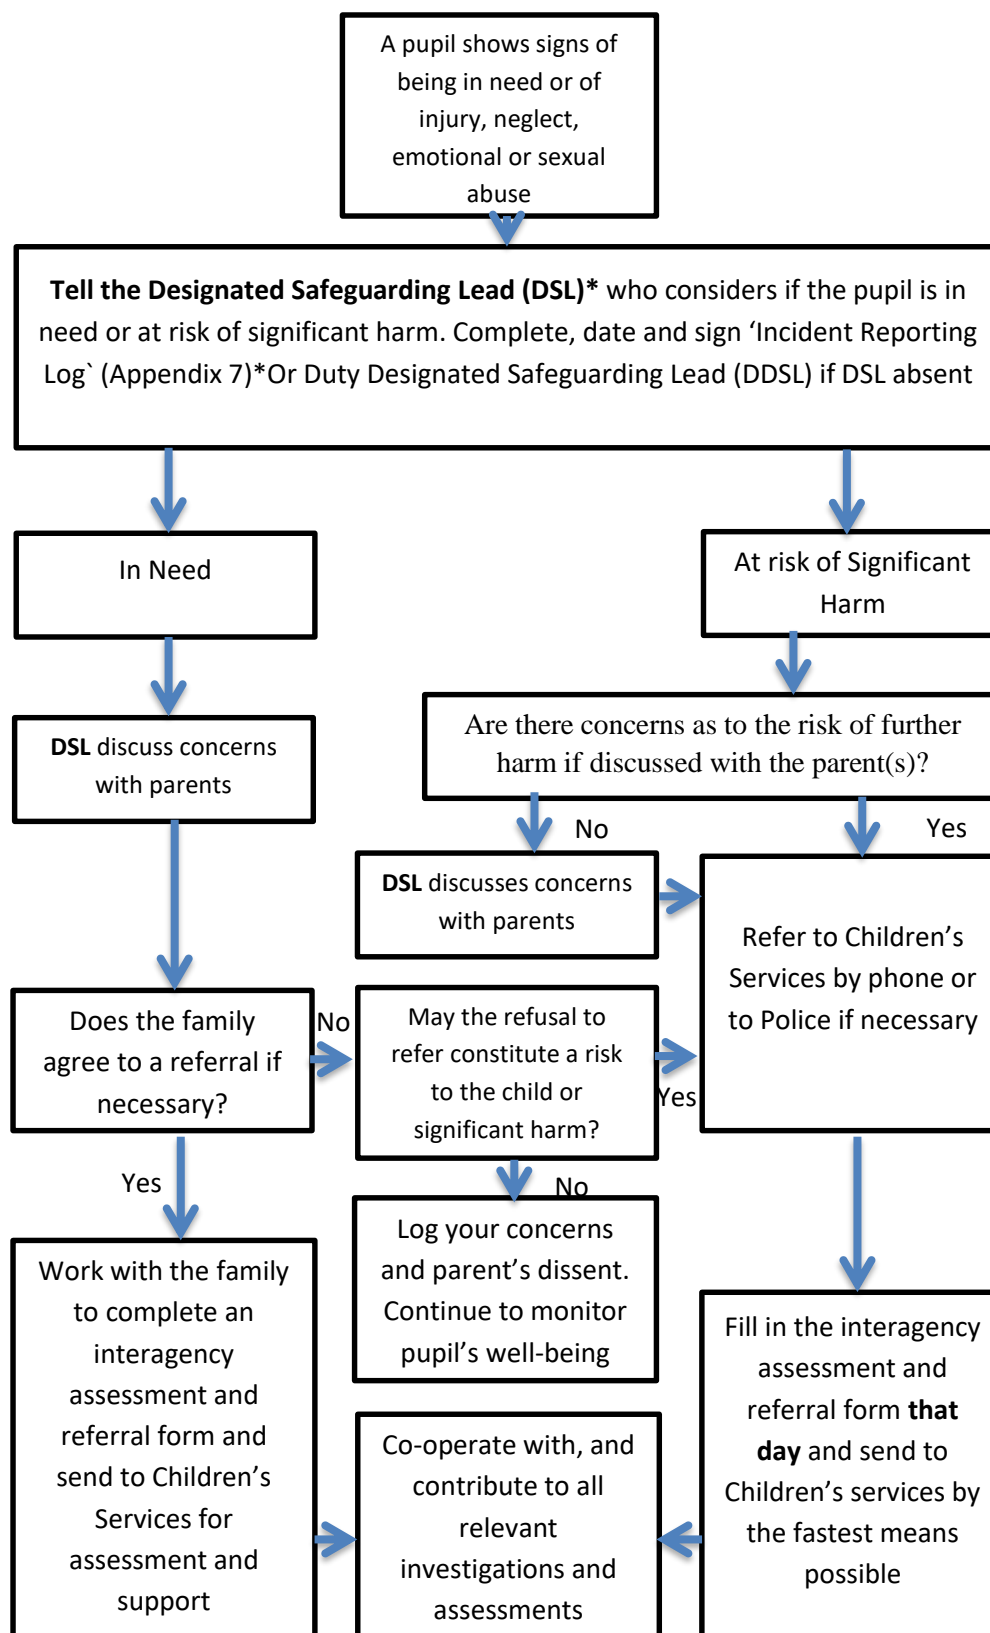 A pupil shows signs of
being in need or of
injury, neglect,
emotional or sexual
abuse
Tell the Designated Safeguarding Lead (DSL)* who considers if the pupil is in
need or at risk of significant harm. Complete, date and sign ‘Incident Reporting
Log` (Appendix 7)*Or Duty Designated Safeguarding Lead (DDSL) if DSL absent
In Need
At risk of Significant
Harm
DSL discuss concerns
with parents
Are there concerns as to the risk of further
harm if discussed with the parent(s)?
No
Yes
DSL discusses concerns
with parents
Refer to Children’s
Services by phone or
to Police if necessary
Does the family
agree to a referral if
necessary?
No
May the refusal to
refer constitute a risk
to the child or
significant harm?
Yes
Yes
No
Log your concerns
and parent’s dissent.
Continue to monitor
pupil’s well-being
Work with the family
to complete an
interagency
assessment and
referral form and
send to Children’s
Services for
assessment and
support
Fill in the interagency
assessment and
referral form that
day and send to
Children’s services by
the fastest means
possible
Co-operate with, and
contribute to all
relevant
investigations and
assessments